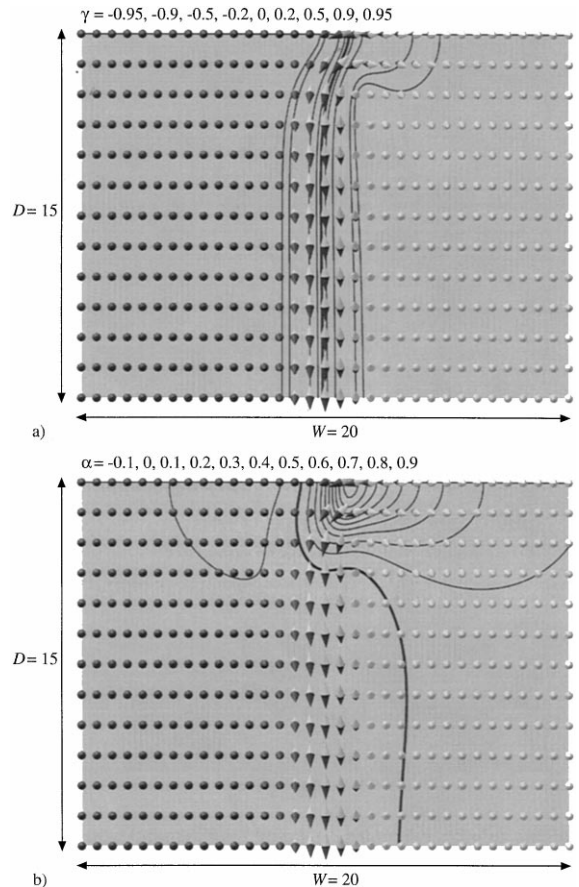 γ = -0.95, -0.9, -0.5, -0.2, 0, 0.2, 0.5, 0.9, 0.95
D = 15
a)
W = 20
α = -0.1, 0, 0.1, 0.2, 0.3, 0.4, 0.5, 0.6, 0.7, 0.8, 0.9
D = 15
b)
W = 20